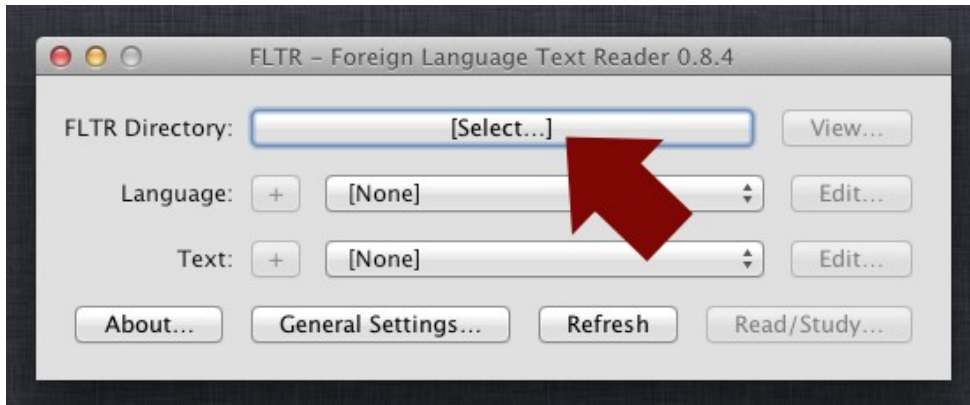 FLTR – Foreign Language Text Reader 0.8.4
FLTR Directory: [Select...] View...
Language: + [None] Edit...
Text: + [None] Edit...
About... General Settings... Refresh Read/Study...